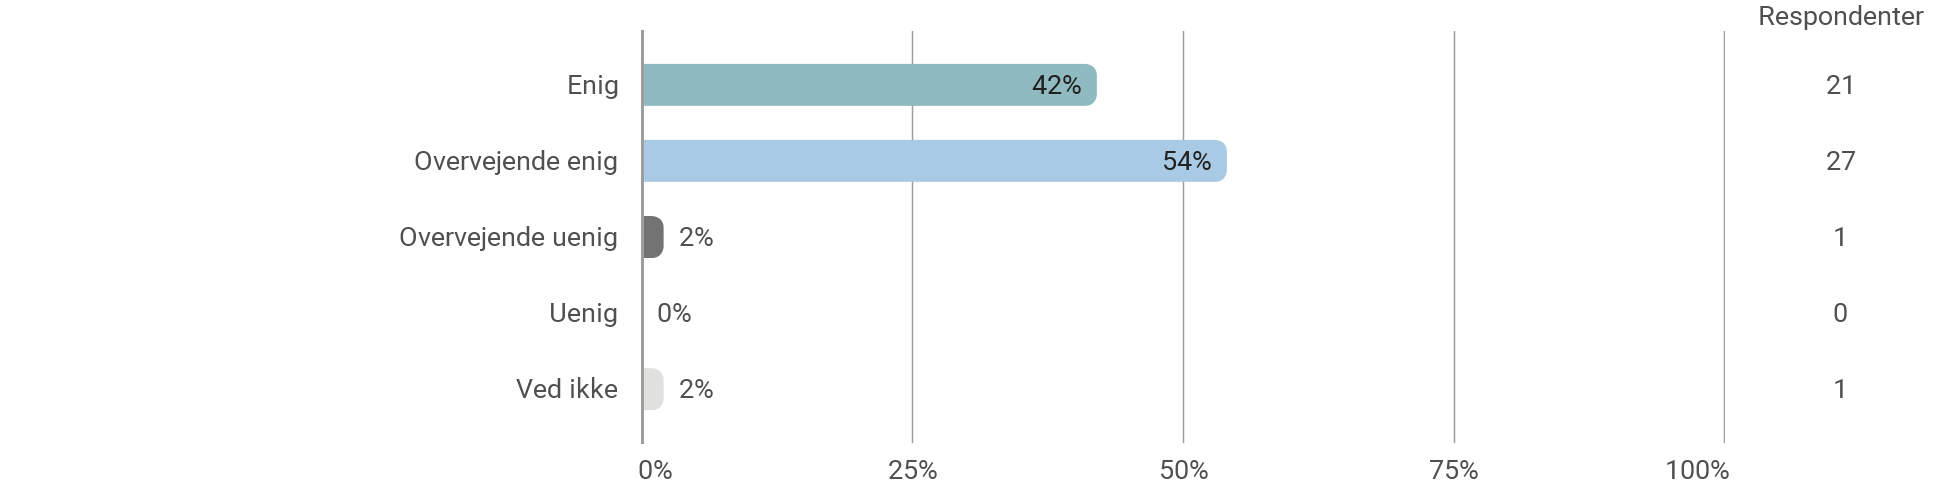 Respondenter
Enig 42% 21
Overvejende enig 54% 27
Overvejende uenig 2% 1
Uenig 0% 0
Ved ikke 2% 1
0% 25% 50% 75% 100%